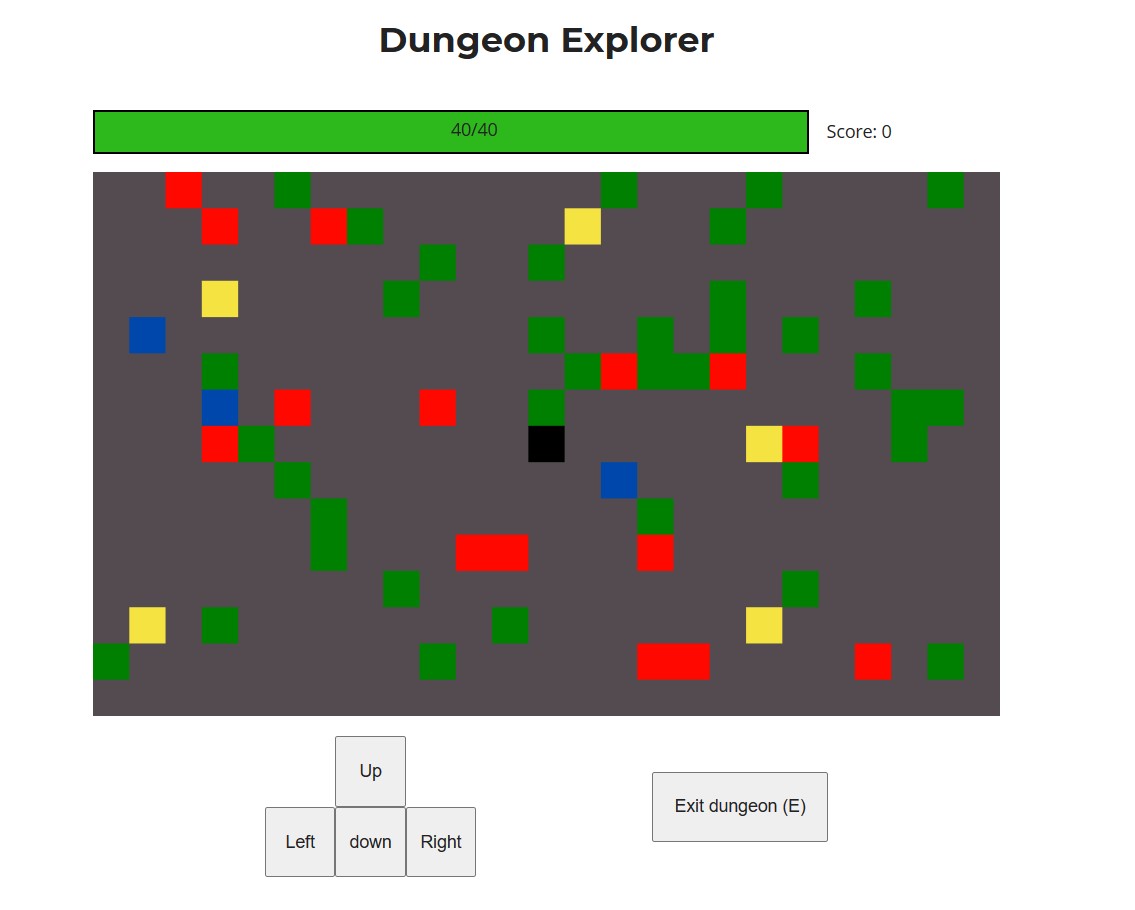 Dungeon Explorer
40/40
Score: 0
Up
Left
down
Right
Exit dungeon (E)